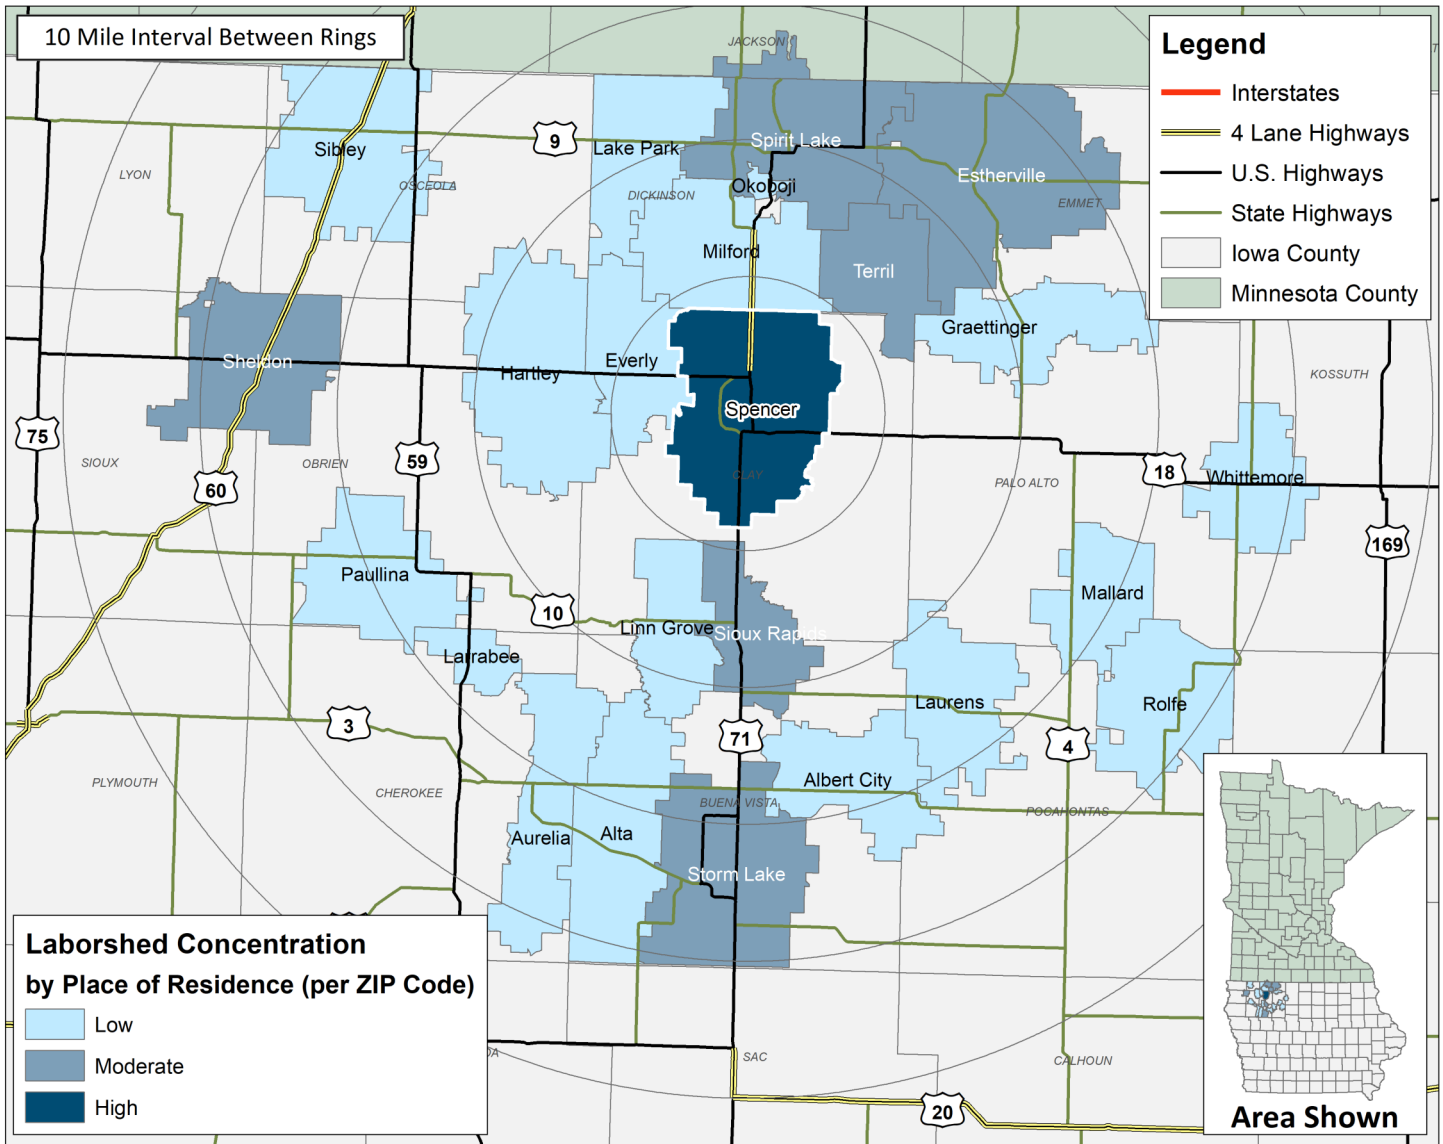 10 Mile Interval Between Rings
JACKSON
Legend
Interstates
4 Lane Highways
U.S. Highways
State Highways
Iowa County
Minnesota County
9
Sibley
Lake Park
Spirit Lake
LYON
OSCEOLA
DICKINSON
Okoboji
Estherville
EMMET
Milford
Terril
Graettinger
Sheldon
Hartley
Everly
KOSSUTH
Spencer
75
SIOUX
OBRIEN
59
CLAY
PALO ALTO
18
Whittemore
60
169
Paullina
10
Mallard
Linn Grove
Sioux Rapids
Larrabee
Laurens
Rolfe
3
71
4
PLYMOUTH
CHEROKEE
Albert City
BUENA VISTA
POCAHONTAS
Aurelia
Alta
Storm Lake
Laborshed Concentration
by Place of Residence (per ZIP Code)
Low
Moderate
High
SAC
CALHOUN
20
Area Shown